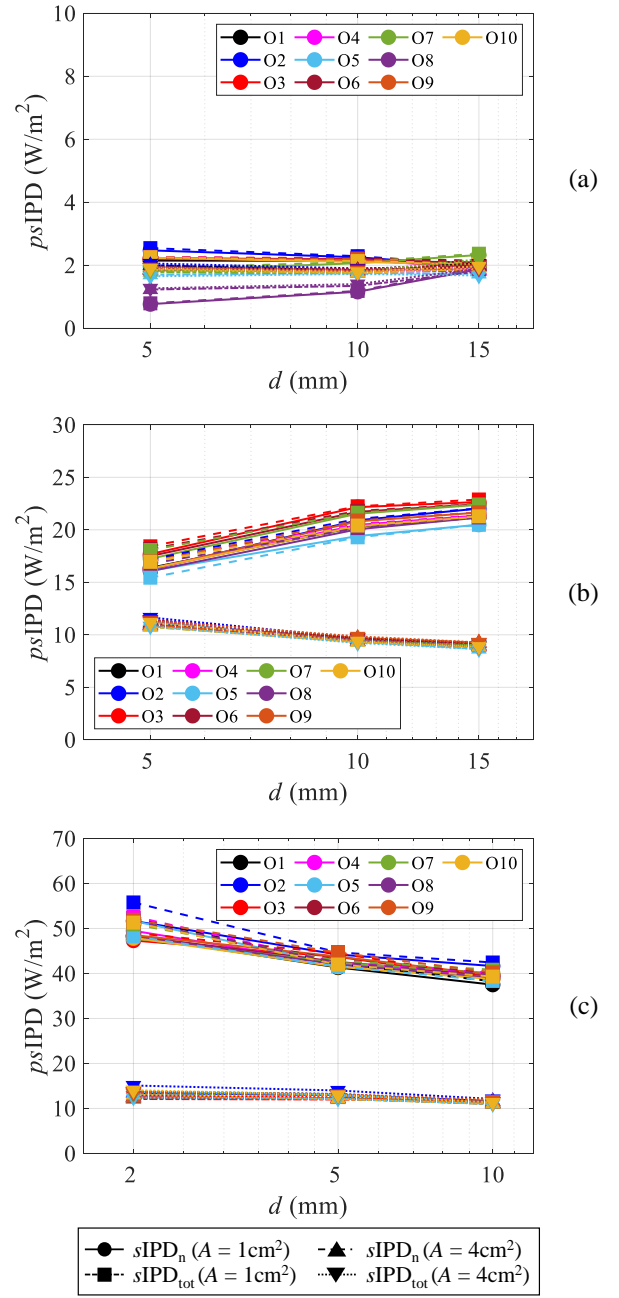 10
8
6
4
2
0
psIPD (W/m²)
O1 O4 O7 O10
O2 O5 O8
O3 O6 O9
5 10 15
d (mm)
(a)
30
25
20
15
10
5
0
psIPD (W/m²)
O1 O4 O7 O10
O2 O5 O8
O3 O6 O9
5 10 15
d (mm)
(b)
70
60
50
40
30
20
10
0
psIPD (W/m²)
O1 O4 O7 O10
O2 O5 O8
O3 O6 O9
2 5 10
d (mm)
(c)
sIPDₙ (A = 1cm²) sIPDₙ (A = 4cm²)
sIPDtot (A = 1cm²) sIPDtot (A = 4cm²)